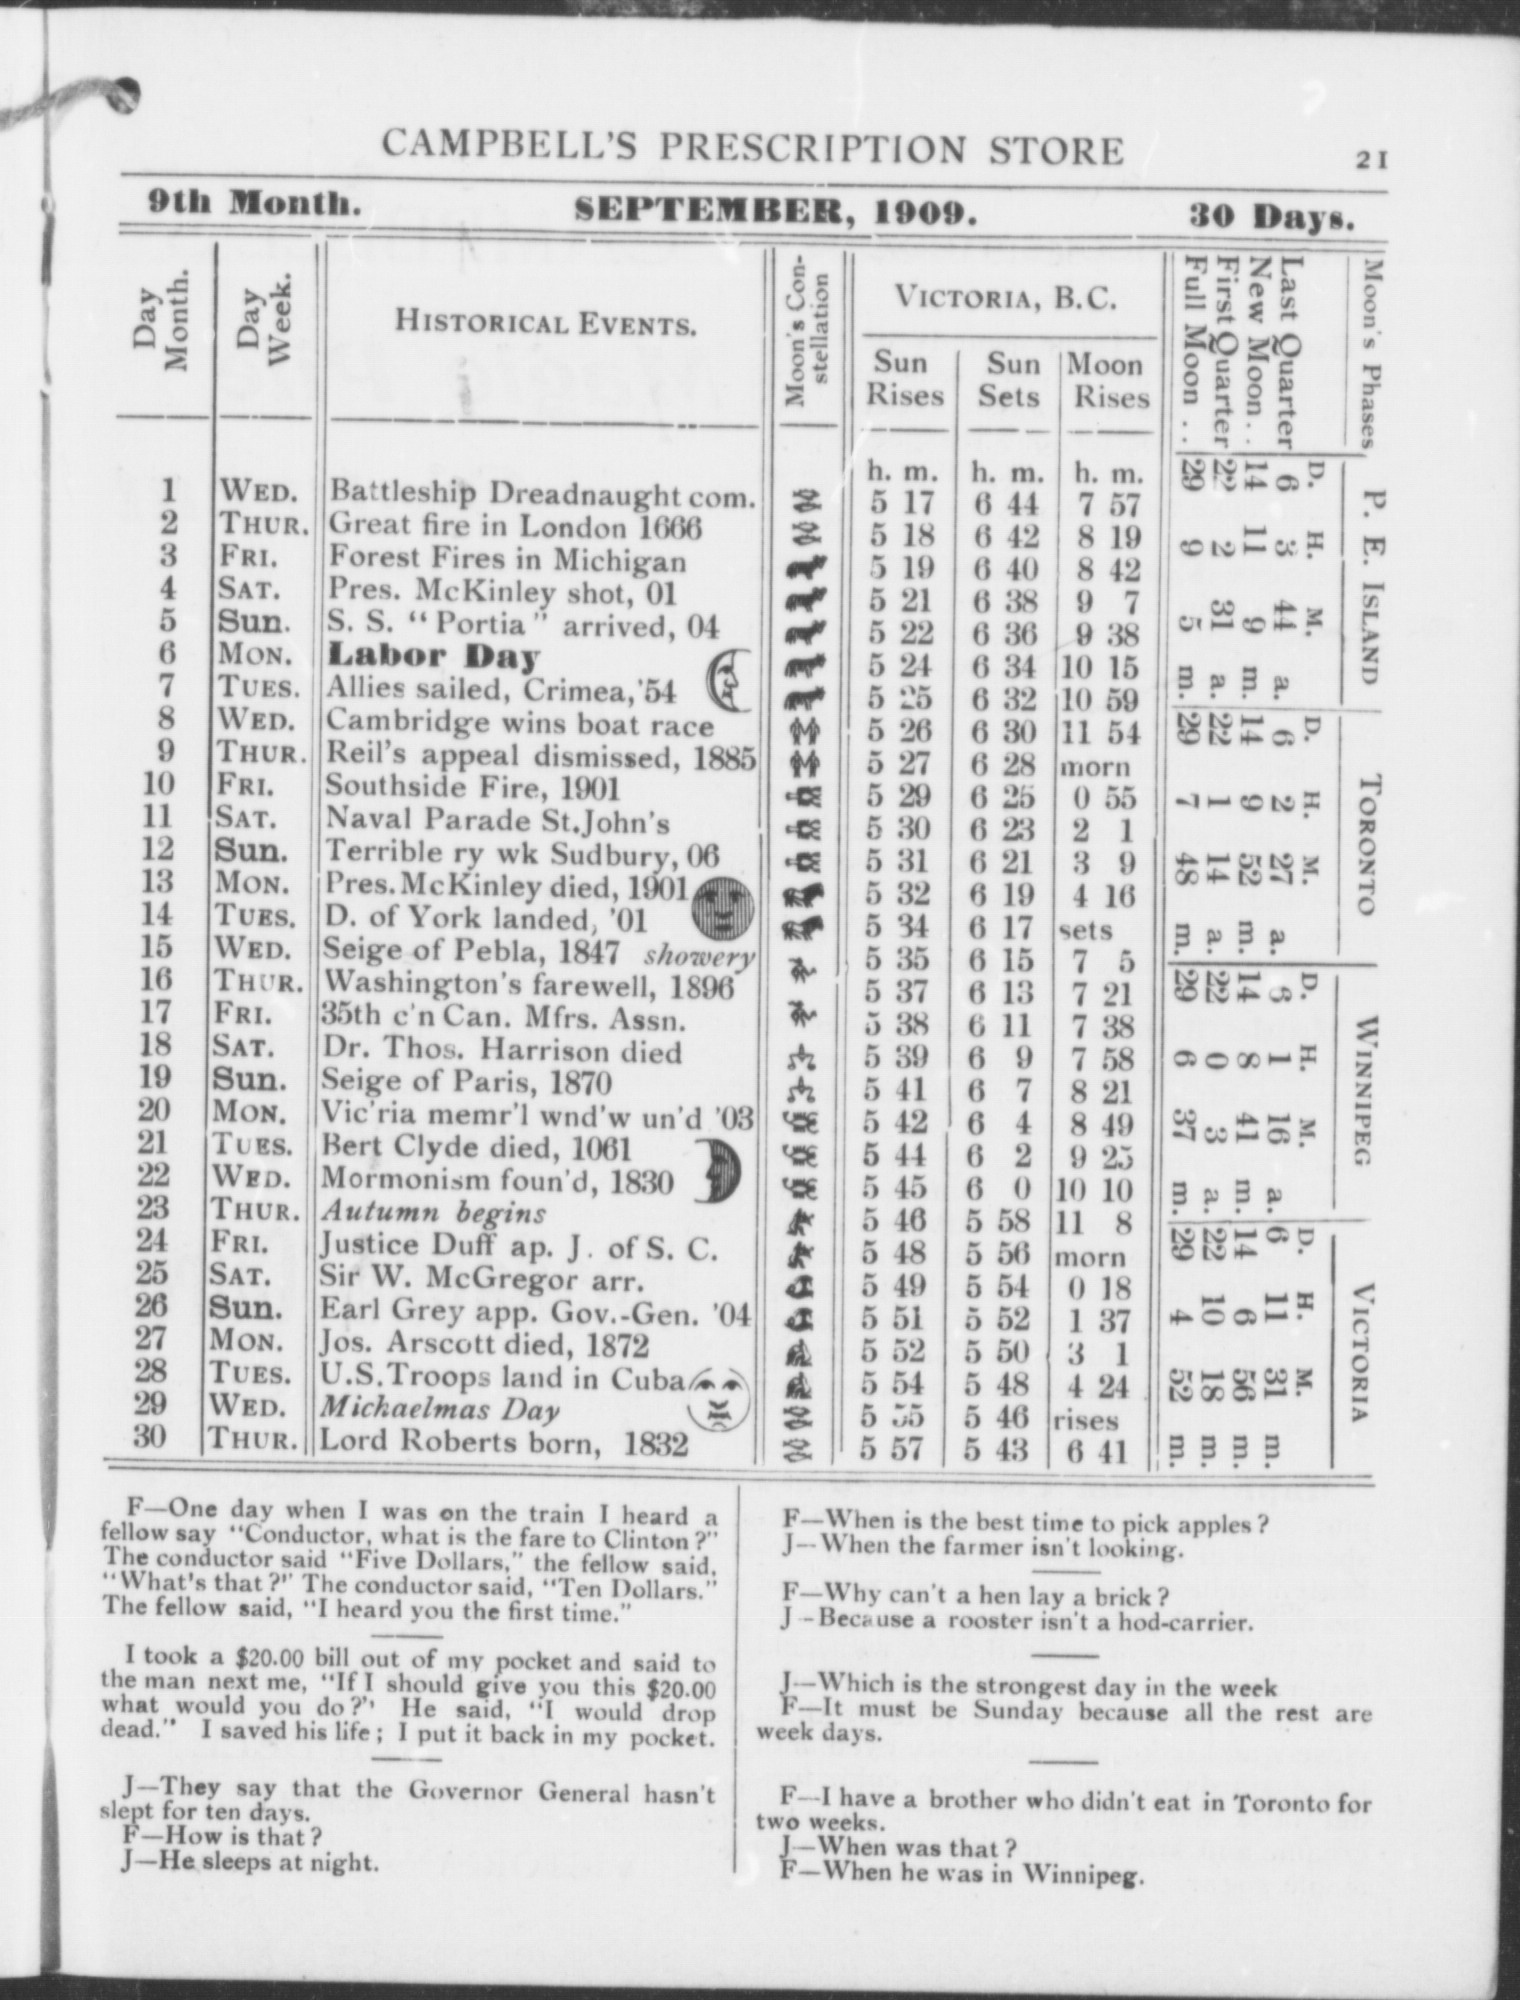 CAMPBELL'S PRESCRIPTION STORE 21
9th Month. SEPTEMBER, 1909. 30 Days.
Day Month. Day Week. HISTORICAL EVENTS. Moon's Con-stellation VICTORIA, B.C.
Sun Rises Sun Sets Moon Rises
h. m. h. m. h. m.
1 WED. Battleship Dreadnaught com. 5 17 6 44 7 57
2 THUR. Great fire in London 1666 5 18 6 42 8 19
3 FRI. Forest Fires in Michigan 5 19 6 40 8 42
4 SAT. Pres. McKinley shot, 01 5 21 6 38 9 7
5 Sun. S. S. "Portia" arrived, 04 5 22 6 36 9 38
6 MON. Labor Day 5 24 6 34 10 15
7 TUES. Allies sailed, Crimea,'54 5 25 6 32 10 59
8 WED. Cambridge wins boat race 5 26 6 30 11 54
9 THUR. Reil's appeal dismissed, 1885 5 27 6 28 morn
10 FRI. Southside Fire, 1901 5 29 6 25 0 55
11 SAT. Naval Parade St.John's 5 30 6 23 2 1
12 Sun. Terrible ry wk Sudbury, 06 5 31 6 21 3 9
13 MON. Pres. McKinley died, 1901 5 32 6 19 4 16
14 TUES. D. of York landed, '01 5 34 6 17 sets
15 WED. Seige of Pebla, 1847 showery 5 35 6 15 7 5
16 THUR. Washington's farewell, 1896 5 37 6 13 7 21
17 FRI. 35th c'n Can. Mfrs. Assn. 5 38 6 11 7 38
18 SAT. Dr. Thos. Harrison died 5 39 6 9 7 58
19 Sun. Seige of Paris, 1870 5 41 6 7 8 21
20 MON. Vic'ria memr'l wnd'w un'd '03 5 42 6 4 8 49
21 TUES. Bert Clyde died, 1061 5 44 6 2 9 25
22 WED. Mormonism foun'd, 1830 5 45 6 0 10 10
23 THUR. Autumn begins 5 46 5 58 11 8
24 FRI. Justice Duff ap. J. of S. C. 5 48 5 56 morn
25 SAT. Sir W. McGregor arr. 5 49 5 54 0 18
26 Sun. Earl Grey app. Gov.-Gen. '04 5 51 5 52 1 37
27 MON. Jos. Arscott died, 1872 5 52 5 50 3 1
28 TUES. U.S. Troops land in Cuba 5 54 5 48 4 24
29 WED. Michaelmas Day 5 55 5 46 rises
30 THUR. Lord Roberts born, 1832 5 57 5 43 6 41
Moon's Phases P. E. ISLAND TORONTO WINNIPEG VICTORIA
D. H. M. D. H. M. D. H. M. D. H. M.
Last Quarter 6 3 44 a. 6 2 27 a. 6 1 16 a. 6 11 31 m.
New Moon.. 14 11 9 m. 14 9 52 m. 14 8 41 m. 14 6 56 m.
First Quarter 22 2 31 a. 22 1 14 a. 22 0 3 a. 22 10 18 m.
Full Moon .. 29 9 5 m. 29 7 48 m. 29 6 37 m. 29 4 52 m.
F—One day when I was on the train I heard a
fellow say "Conductor, what is the fare to Clinton?"
The conductor said "Five Dollars," the fellow said,
"What's that?" The conductor said, "Ten Dollars."
The fellow said, "I heard you the first time."
I took a $20.00 bill out of my pocket and said to
the man next me, "If I should give you this $20.00
what would you do?" He said, "I would drop
dead." I saved his life; I put it back in my pocket.
J—They say that the Governor General hasn't
slept for ten days.
F—How is that?
J—He sleeps at night.
F—When is the best time to pick apples?
J—When the farmer isn't looking.
F—Why can't a hen lay a brick?
J—Because a rooster isn't a hod-carrier.
J—Which is the strongest day in the week
F—It must be Sunday because all the rest are
week days.
F—I have a brother who didn't eat in Toronto for
two weeks.
J—When was that?
F—When he was in Winnipeg.